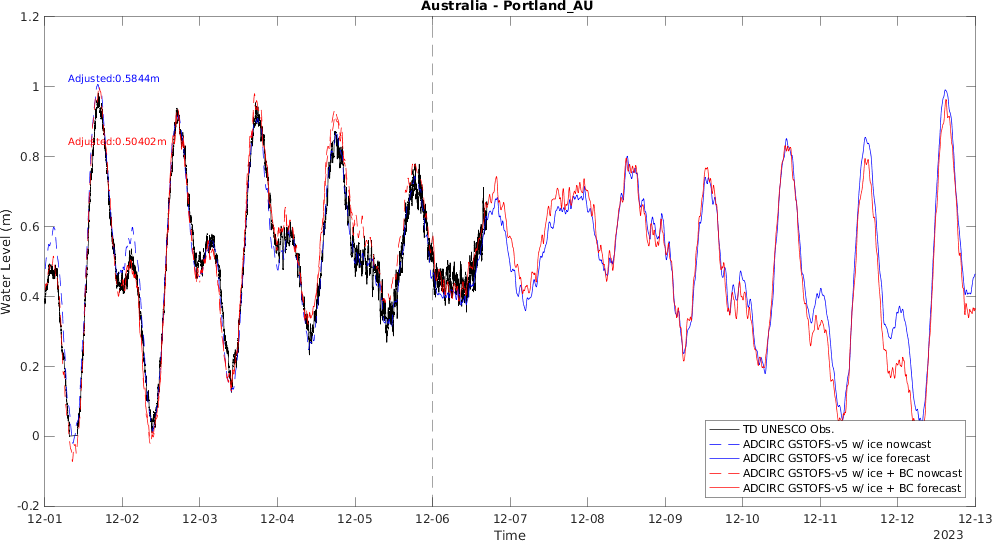 Australia - Portland_AU
1.2
1
0.8
0.6
0.4
0.2
0
-0.2
Water Level (m)
Adjusted:0.5844m
Adjusted:0.50402m
TD UNESCO Obs.
ADCIRC GSTOFS-v5 w/ ice nowcast
ADCIRC GSTOFS-v5 w/ ice forecast
ADCIRC GSTOFS-v5 w/ ice + BC nowcast
ADCIRC GSTOFS-v5 w/ ice + BC forecast
12-01 12-02 12-03 12-04 12-05 12-06 12-07 12-08 12-09 12-10 12-11 12-12 12-13
Time
2023